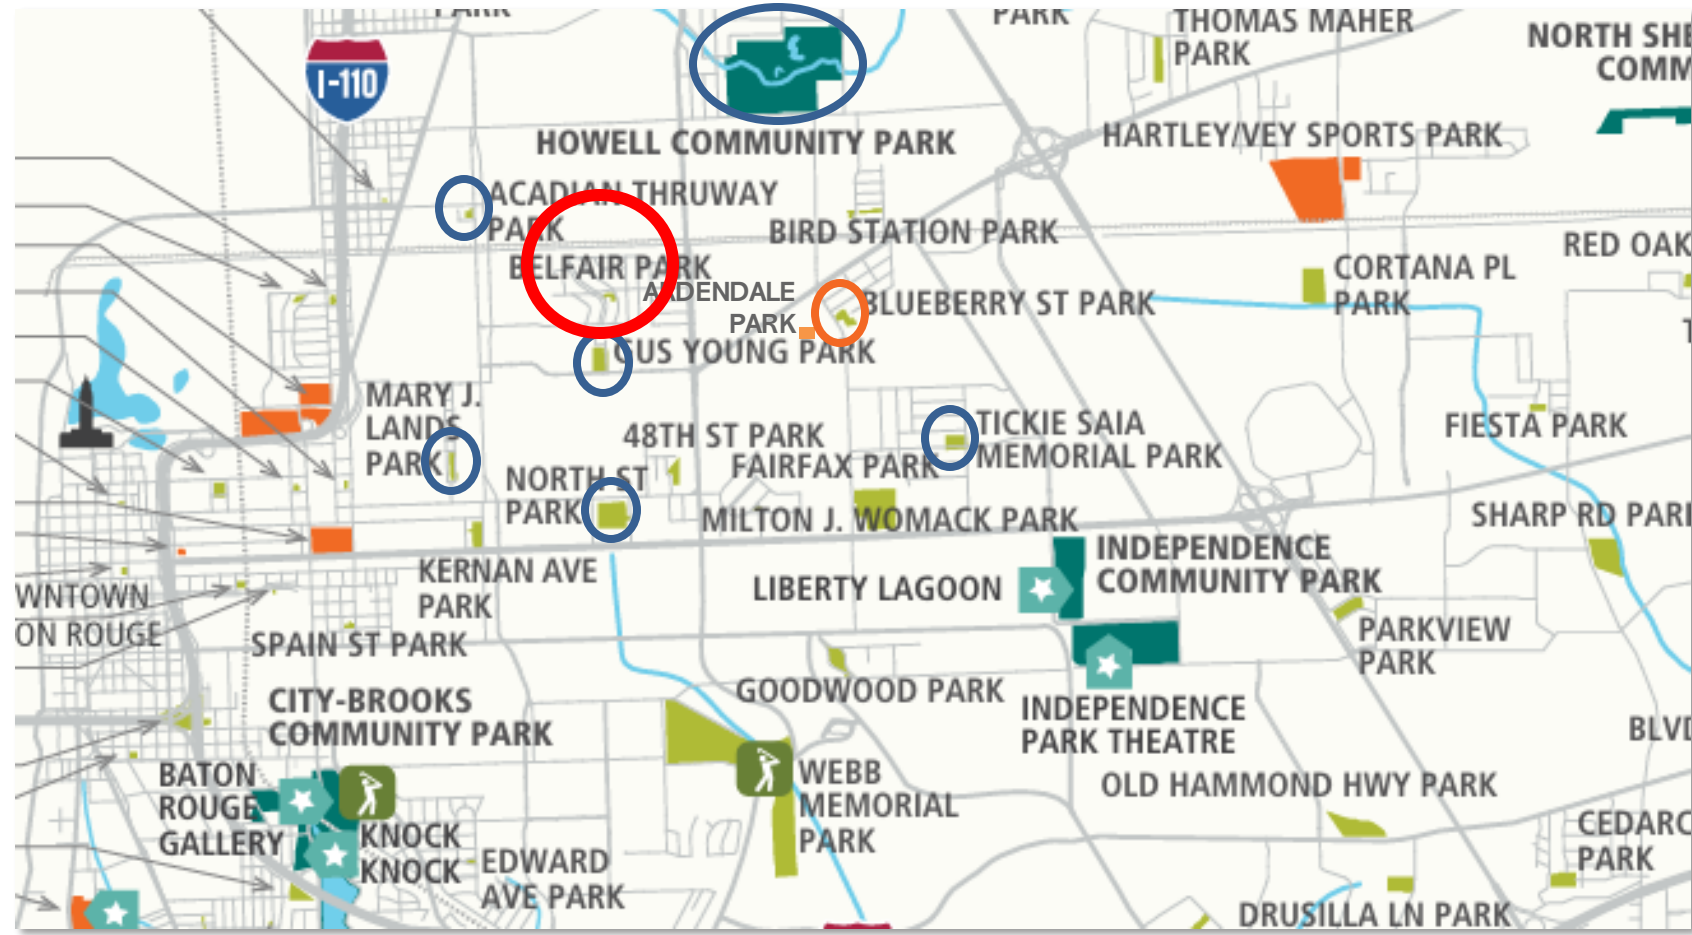 PARK
PARK
THOMAS MAHER
PARK
NORTH SHE
COMM
I-110
HOWELL COMMUNITY PARK
HARTLEY/VEY SPORTS PARK
ACADIAN THRUWAY
PARK
BIRD STATION PARK
RED OAK
BELFAIR PARK
CORTANA PL
PARK
ARDENDALE
PARK
BLUEBERRY ST PARK
GUS YOUNG PARK
MARY J.
LANDS
PARK
48TH ST PARK
TICKIE SAIA
MEMORIAL PARK
FIESTA PARK
FAIRFAX PARK
NORTH ST
PARK
MILTON J. WOMACK PARK
SHARP RD PARK
INDEPENDENCE
COMMUNITY PARK
KERNAN AVE
PARK
LIBERTY LAGOON
WNTOWN
ON ROUGE
SPAIN ST PARK
PARKVIEW
PARK
GOODWOOD PARK
CITY-BROOKS
COMMUNITY PARK
INDEPENDENCE
PARK THEATRE
BLVD
BATON
ROUGE
GALLERY
WEBB
MEMORIAL
PARK
OLD HAMMOND HWY PARK
KNOCK
KNOCK
EDWARD
AVE PARK
CEDARC
PARK
DRUSILLA LN PARK